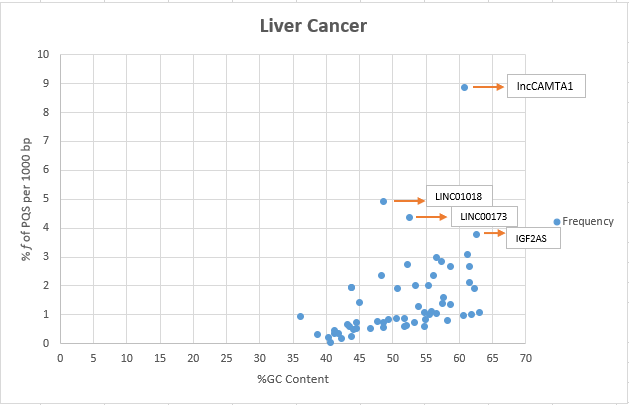 Liver Cancer
10
9
8
7
6
5
4
3
2
1
0
% f of PQS per 1000 bp
lncCAMTA1
LINC01018
LINC00173
IGF2AS
Frequency
0 5 10 15 20 25 30 35 40 45 50 55 60 65 70
%GC Content